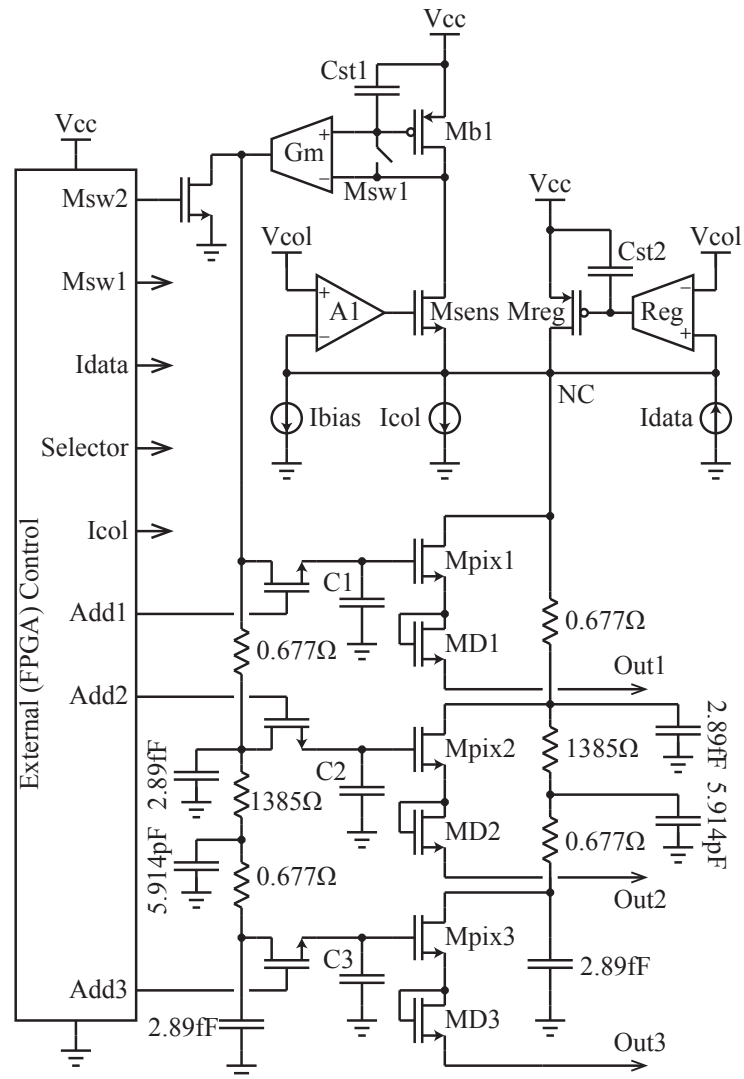 Vcc
Cst1
Vcc
Gm
+
−
Mb1
Msw1
Msw2
Vcc
Vcol
Cst2
Vcol
Msw1
+
−
A1
Msens
Mreg
Reg
−
+
Idata
NC
Ibias
Icol
Idata
Selector
Icol
External (FPGA) Control
Mpix1
C1
Add1
0.677Ω
MD1
0.677Ω
Out1
Add2
2.89fF
Mpix2
1385Ω
2.89fF
C2
1385Ω
MD2
5.914pF
5.914pF
0.677Ω
0.677Ω
Out2
Mpix3
C3
2.89fF
Add3
MD3
2.89fF
Out3